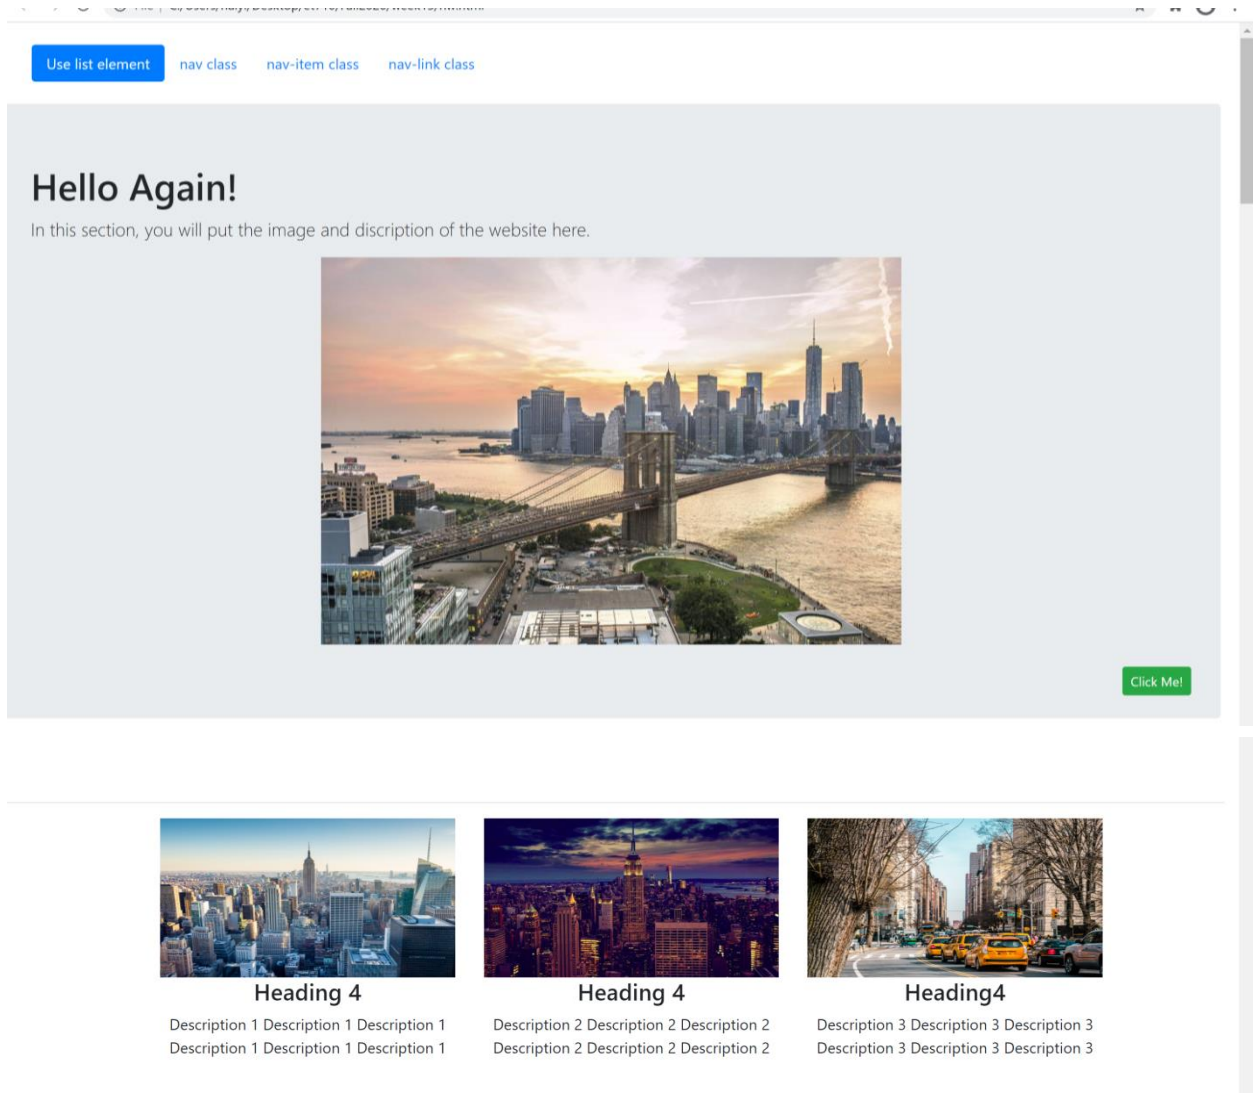 Use list element nav class nav-item class nav-link class
Hello Again!
In this section, you will put the image and discription of the website here.
Click Me!
Heading 4 Heading 4 Heading4
Description 1 Description 1 Description 1 Description 2 Description 2 Description 2 Description 3 Description 3 Description 3
Description 1 Description 1 Description 1 Description 2 Description 2 Description 2 Description 3 Description 3 Description 3